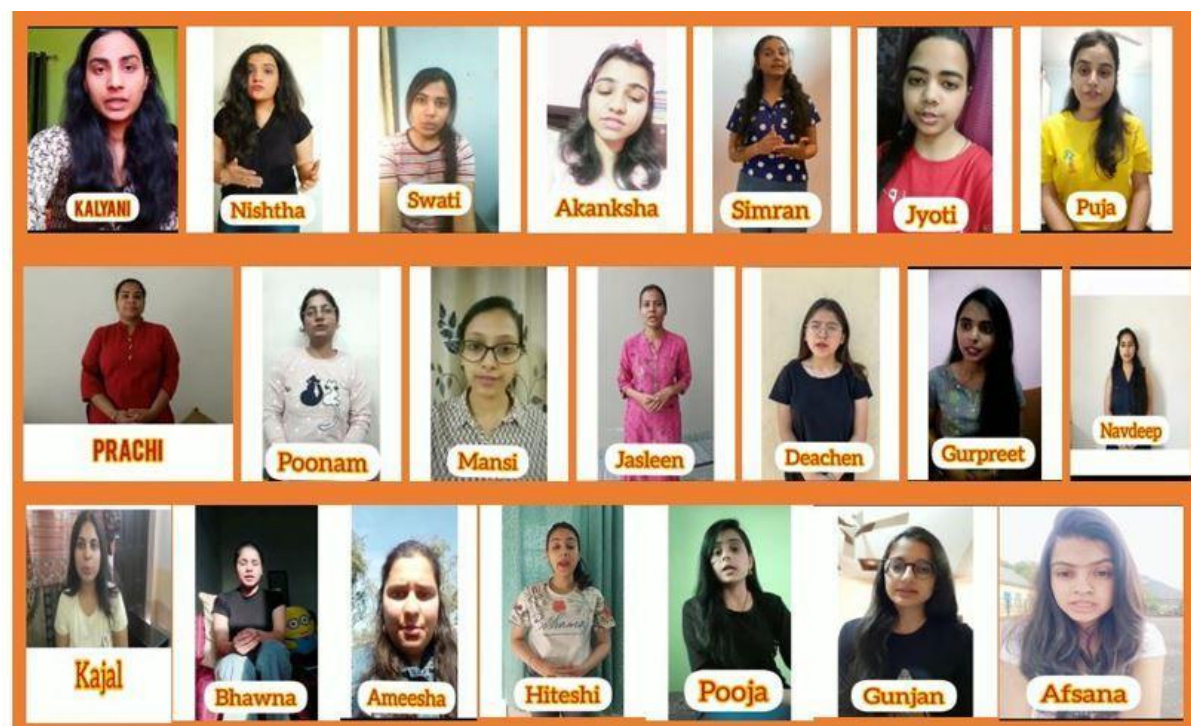 KALYANI
Nishtha
Swati
Akanksha
Simran
Jyoti
Puja
PRACHI
Poonam
Mansi
Jasleen
Deachen
Gurpreet
Navdeep
Kajal
Bhawna
Ameesha
Hiteshi
Pooja
Gunjan
Afsana